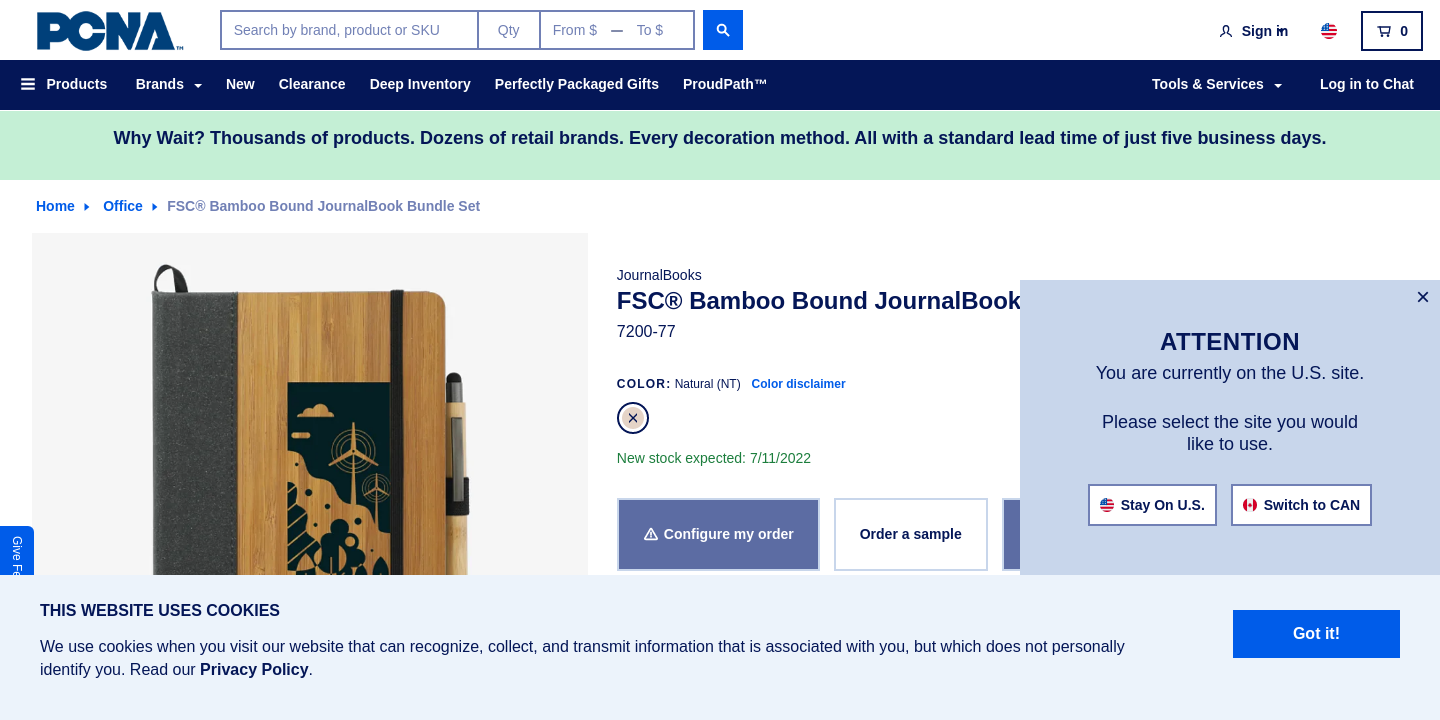 PCNA™
Search by brand, product or SKU
Qty
From $ — To $
Sign in
0
Products
Brands
New
Clearance
Deep Inventory
Perfectly Packaged Gifts
ProudPath™
Tools & Services
Log in to Chat
Why Wait? Thousands of products. Dozens of retail brands. Every decoration method. All with a standard lead time of just five business days.
Home
Office
FSC® Bamboo Bound JournalBook Bundle Set
JournalBooks
FSC® Bamboo Bound JournalBook
7200-77
COLOR: Natural (NT) Color disclaimer
New stock expected: 7/11/2022
Configure my order
Order a sample
ATTENTION
You are currently on the U.S. site.
Please select the site you would
like to use.
Stay On U.S.
Switch to CAN
Give
THIS WEBSITE USES COOKIES
We use cookies when you visit our website that can recognize, collect, and transmit information that is associated with you, but which does not personally
identify you. Read our Privacy Policy.
Got it!